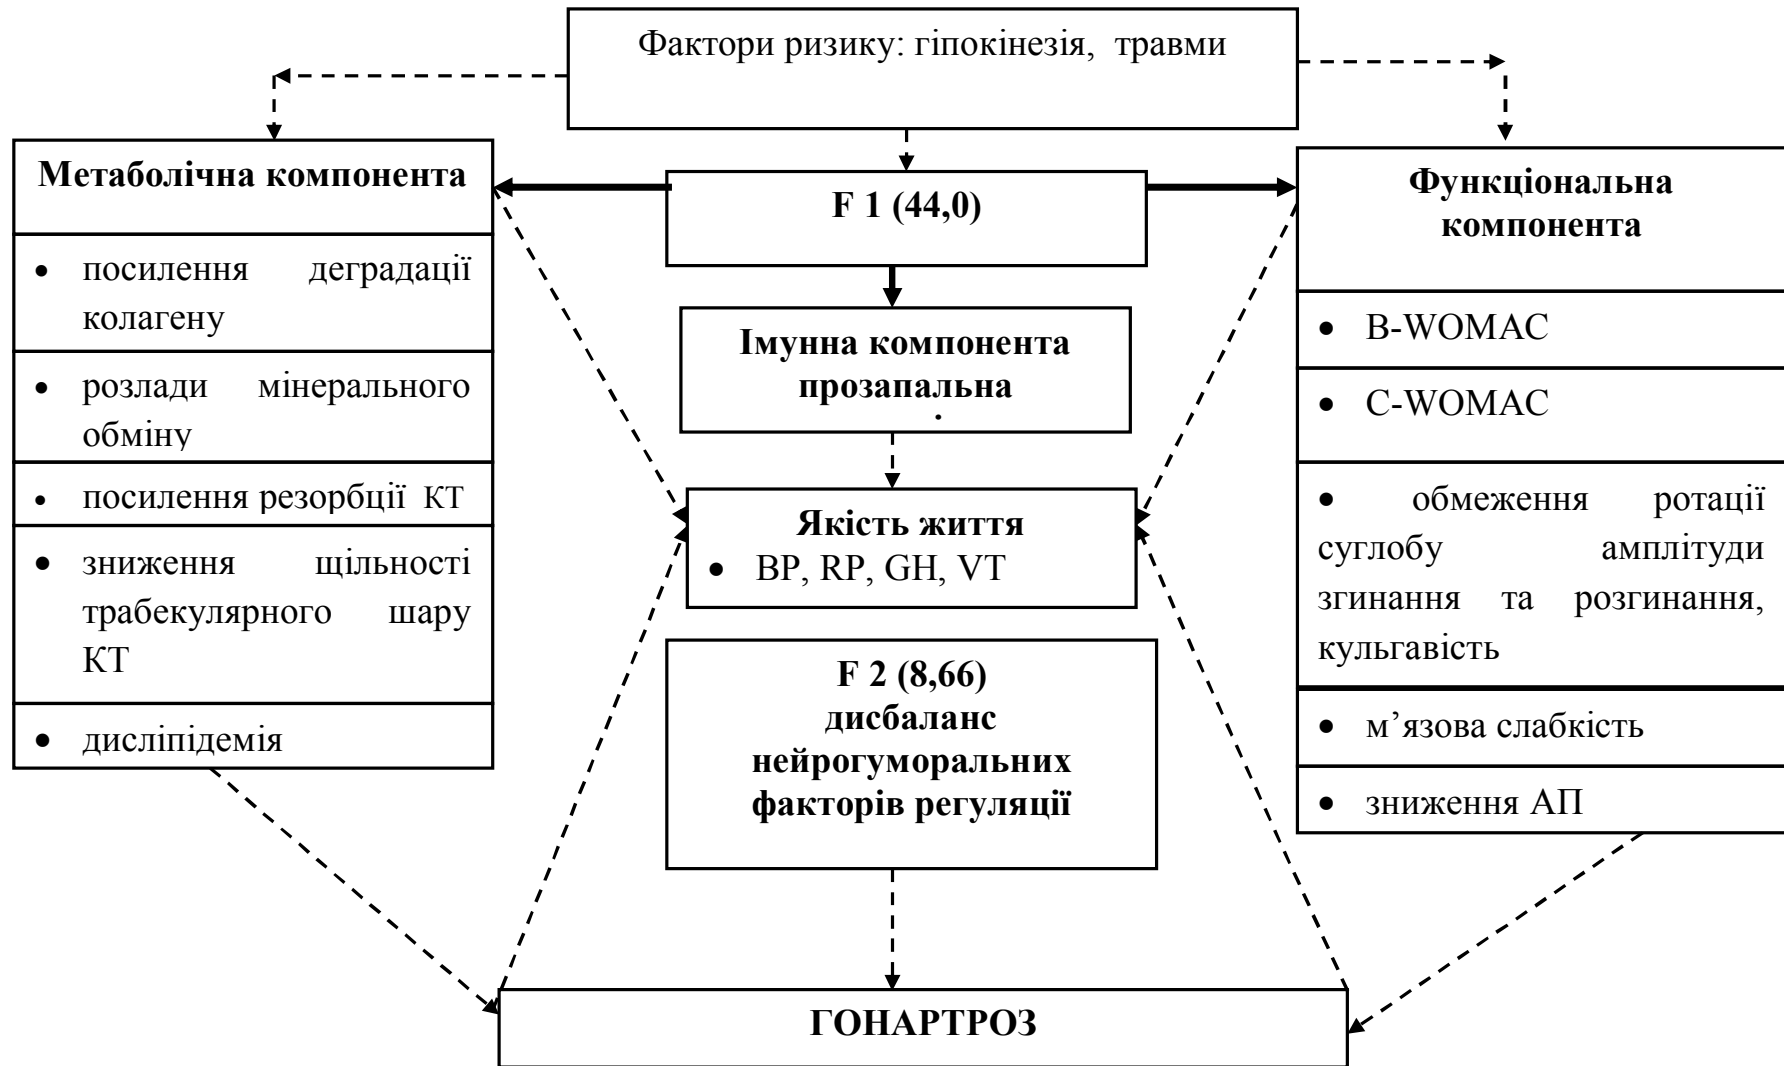 Фактори ризику: гіпокінезія, травми
Метаболічна компонента
• посилення деградації
колагену
• розлади мінерального
обміну
• посилення резорбції КТ
• зниження щільності
трабекулярного шару
КТ
• дисліпідемія
F 1 (44,0)
Імунна компонента
прозапальна
Якість життя
• BP, RP, GH, VT
F 2 (8,66)
дисбаланс
нейрогуморальних
факторів регуляції
Функціональна
компонента
• B-WOMAC
• C-WOMAC
• обмеження ротації
суглобу амплітуди
згинання та розгинання,
кульгавість
• м’язова слабкість
• зниження АП
ГОНАРТРОЗ